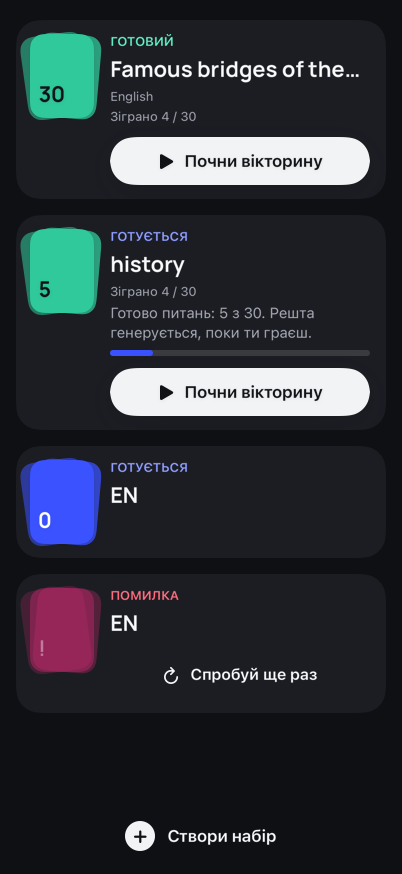 30
ГОТОВИЙ
Famous bridges of the…
English
Зіграно 4 / 30
Почни вікторину
5
ГОТУЄТЬСЯ
history
Зіграно 4 / 30
Готово питань: 5 з 30. Решта
генерується, поки ти граєш.
Почни вікторину
0
ГОТУЄТЬСЯ
EN
!
ПОМИЛКА
EN
Спробуй ще раз
Створи набір